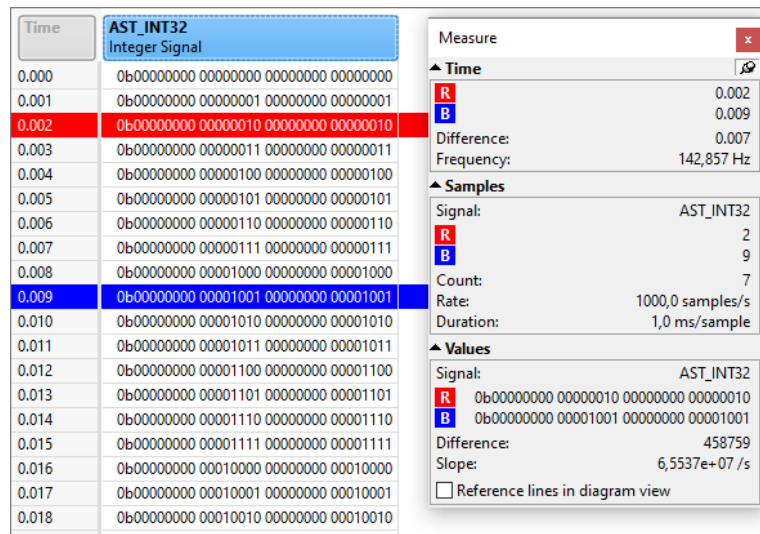 Time AST_INT32
Integer Signal
0.000 0b00000000 00000000 00000000 00000000
0.001 0b00000000 00000001 00000000 00000001
0.002 0b00000000 00000010 00000000 00000010
0.003 0b00000000 00000011 00000000 00000011
0.004 0b00000000 00000100 00000000 00000100
0.005 0b00000000 00000101 00000000 00000101
0.006 0b00000000 00000110 00000000 00000110
0.007 0b00000000 00000111 00000000 00000111
0.008 0b00000000 00001000 00000000 00001000
0.009 0b00000000 00001001 00000000 00001001
0.010 0b00000000 00001010 00000000 00001010
0.011 0b00000000 00001011 00000000 00001011
0.012 0b00000000 00001100 00000000 00001100
0.013 0b00000000 00001101 00000000 00001101
0.014 0b00000000 00001110 00000000 00001110
0.015 0b00000000 00001111 00000000 00001111
0.016 0b00000000 00010000 00000000 00010000
0.017 0b00000000 00010001 00000000 00010001
0.018 0b00000000 00010010 00000000 00010010
Measure x
Time
R 0.002
B 0.009
Difference: 0.007
Frequency: 142,857 Hz
Samples
Signal: AST_INT32
R 2
B 9
Count: 7
Rate: 1000,0 samples/s
Duration: 1,0 ms/sample
Values
Signal: AST_INT32
R 0b00000000 00000010 00000000 00000010
B 0b00000000 00001001 00000000 00001001
Difference: 458759
Slope: 6,5537e+07 /s
Reference lines in diagram view